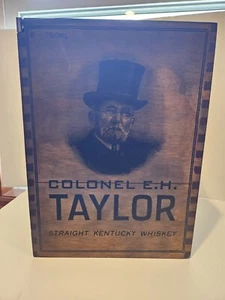 COLONEL E.H.
TAYLOR
STRAIGHT KENTUCKY WHISKEY